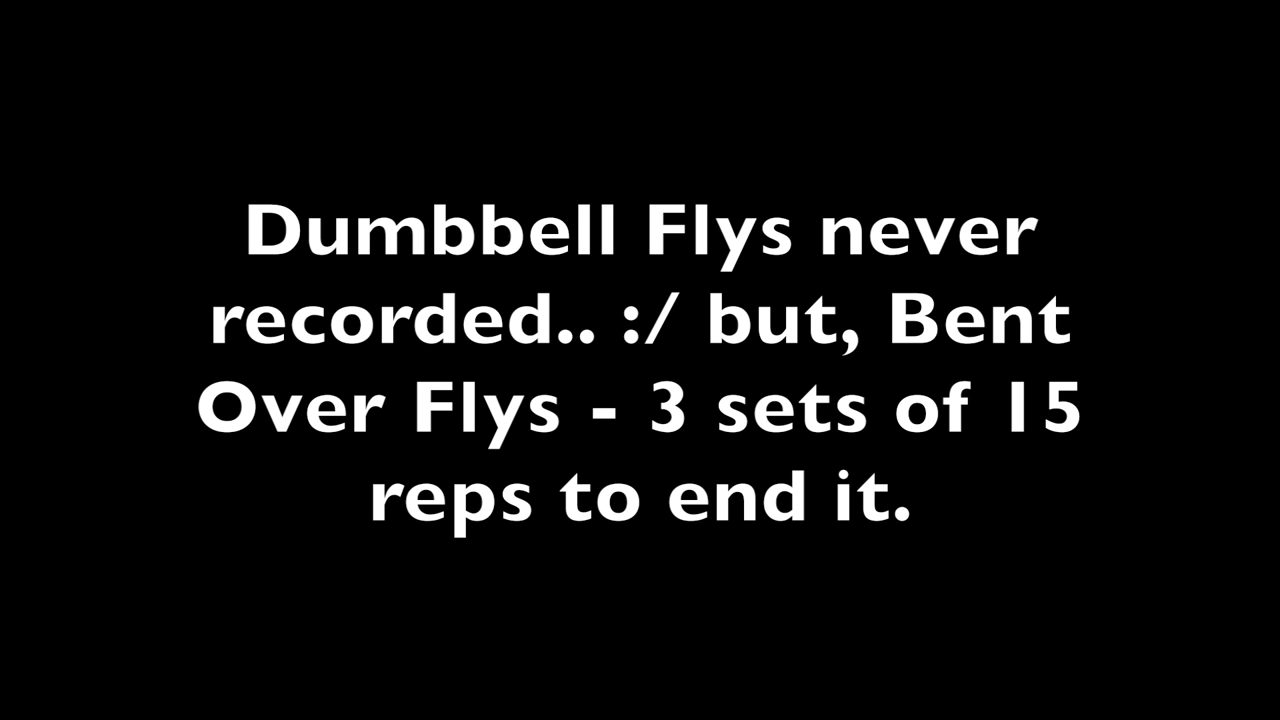 Dumbbell Flys never
recorded.. :/ but, Bent
Over Flys - 3 sets of 15
reps to end it.